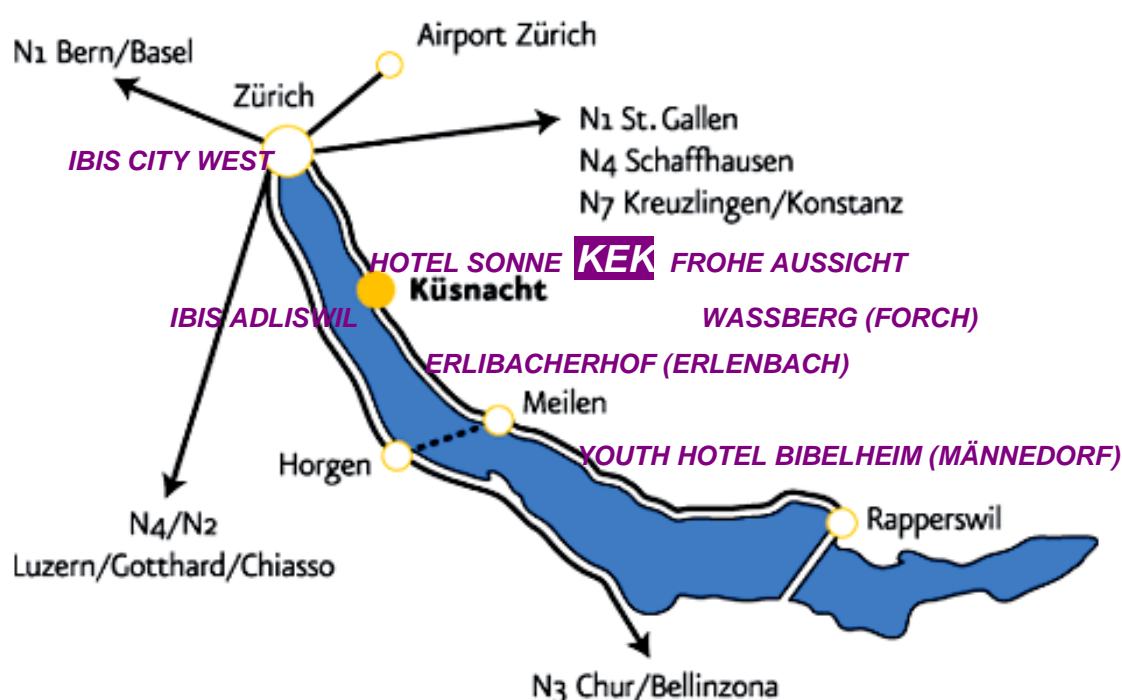 Airport Zürich
N1 Bern/Basel
Zürich
N1 St. Gallen
IBIS CITY WEST
N4 Schaffhausen
N7 Kreuzlingen/Konstanz
HOTEL SONNE KEK FROHE AUSSICHT
Küsnacht
IBIS ADLISWIL
WASSBERG (FORCH)
ERLIBACHERHOF (ERLENBACH)
Meilen
YOUTH HOTEL BIBELHEIM (MÄNNEDORF)
Horgen
Rapperswil
N4/N2
Luzern/Gotthard/Chiasso
N3 Chur/Bellinzona